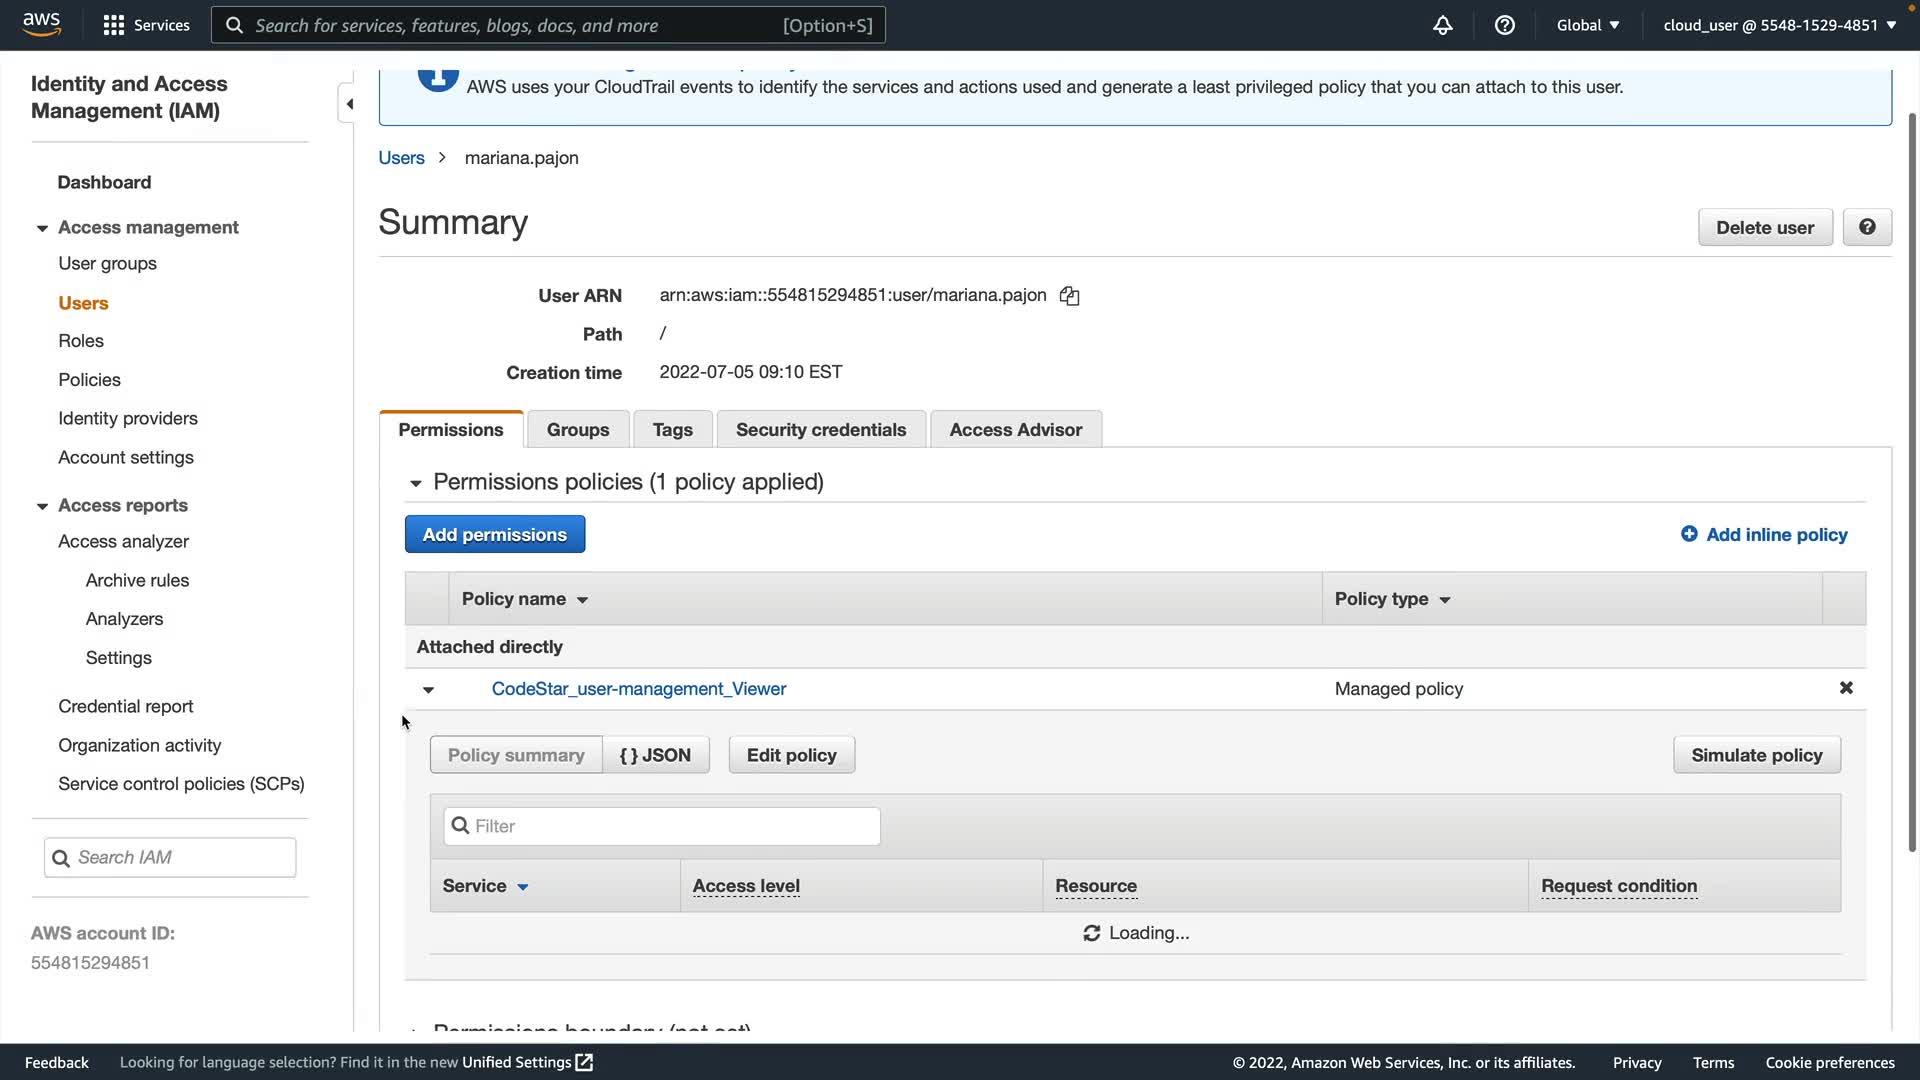 aws
Services
Search for services, features, blogs, docs, and more
[Option+S]
Global
cloud_user @ 5548-1529-4851
Identity and Access
Management (IAM)
Dashboard
Access management
User groups
Users
Roles
Policies
Identity providers
Account settings
Access reports
Access analyzer
Archive rules
Analyzers
Settings
Credential report
Organization activity
Service control policies (SCPs)
Search IAM
AWS account ID:
554815294851
AWS uses your CloudTrail events to identify the services and actions used and generate a least privileged policy that you can attach to this user.
Users > mariana.pajon
Summary
Delete user
User ARN arn:aws:iam::554815294851:user/mariana.pajon
Path /
Creation time 2022-07-05 09:10 EST
Permissions Groups Tags Security credentials Access Advisor
Permissions policies (1 policy applied)
Add permissions
Add inline policy
Policy name Policy type
Attached directly
CodeStar_user-management_Viewer Managed policy
Policy summary { } JSON Edit policy Simulate policy
Filter
Service Access level Resource Request condition
Loading...
Permissions boundary (not set)
Feedback
Looking for language selection? Find it in the new Unified Settings
© 2022, Amazon Web Services, Inc. or its affiliates.
Privacy
Terms
Cookie preferences